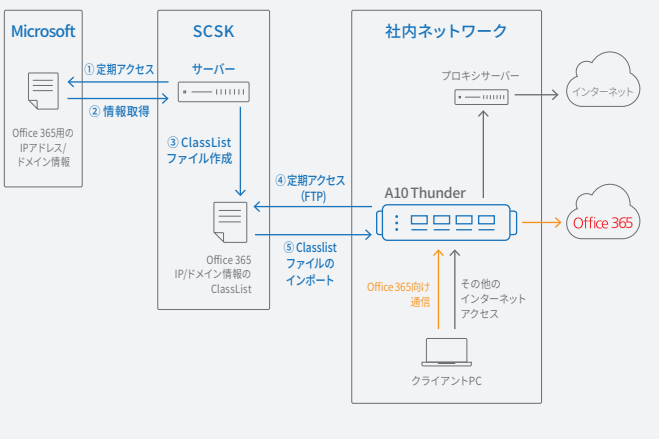 Microsoft
SCSK
社内ネットワーク
① 定期アクセス
② 情報取得
Office 365用の
IPアドレス/
ドメイン情報
サーバー
③ ClassList
ファイル作成
Office 365
IP/ドメイン情報の
ClassList
④ 定期アクセス
(FTP)
⑤ Classlist
ファイルの
インポート
プロキシサーバー
インターネット
A10 Thunder
Office 365
Office365向け
通信
その他の
インターネット
アクセス
クライアントPC